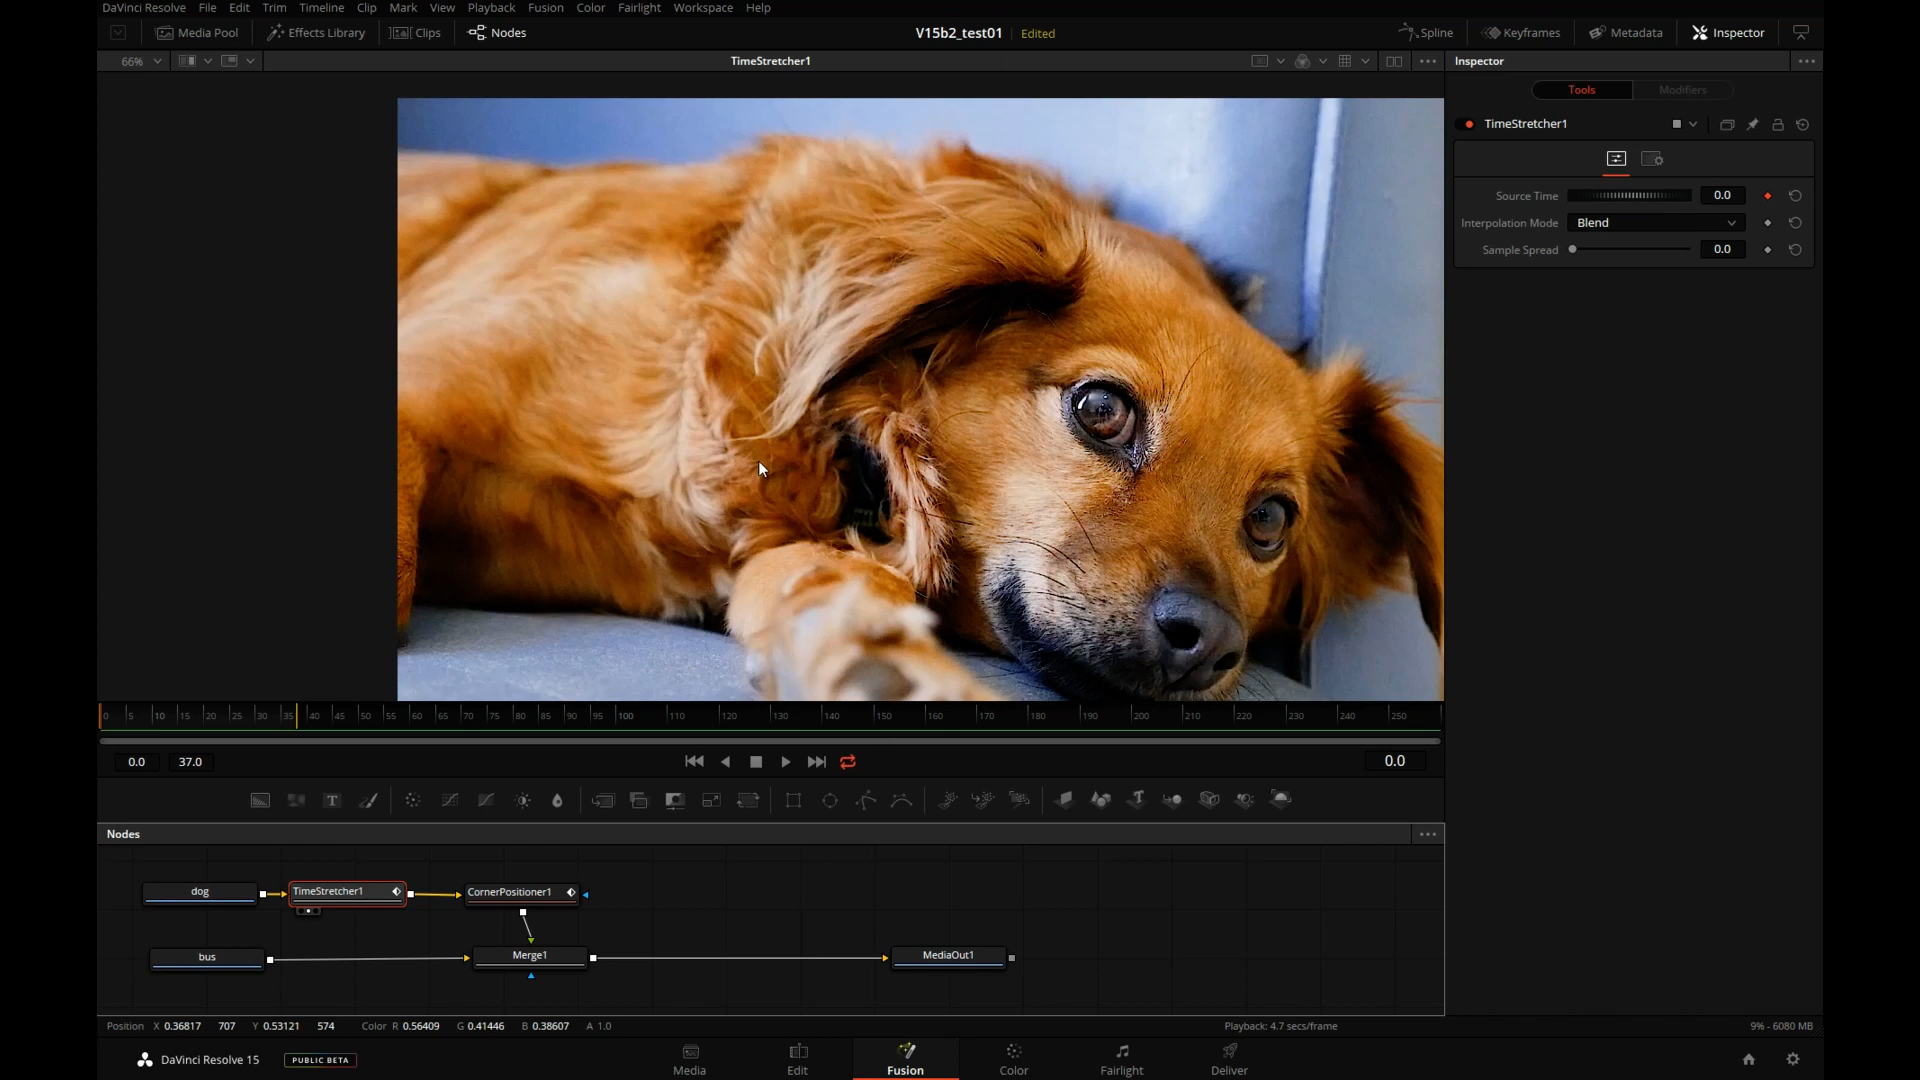 DaVinci Resolve File Edit Trim Timeline Clip Mark View Playback Fusion Color Fairlight Workspace Help
Media Pool Effects Library Clips Nodes V15b2_test01 Edited Spline Keyframes Metadata Inspector
66% TimeStretcher1 Inspector
Tools Modifiers
TimeStretcher1
Source Time 0.0
Interpolation Mode Blend
Sample Spread 0.0
0 5 10 15 20 25 30 35 40 45 50 55 60 65 70 75 80 85 90 95 100 110 120 130 140 150 160 170 180 190 200 210 220 230 240 250
0.0 37.0 0.0
Nodes
dog TimeStretcher1 CornerPositioner1
bus Merge1 MediaOut1
Position X 0.36817 707 Y 0.53121 574 Color R 0.56409 G 0.41446 B 0.38607 A 1.0 Playback: 4.7 secs/frame 9% - 6080 MB
DaVinci Resolve 15 PUBLIC BETA Media Edit Fusion Color Fairlight Deliver